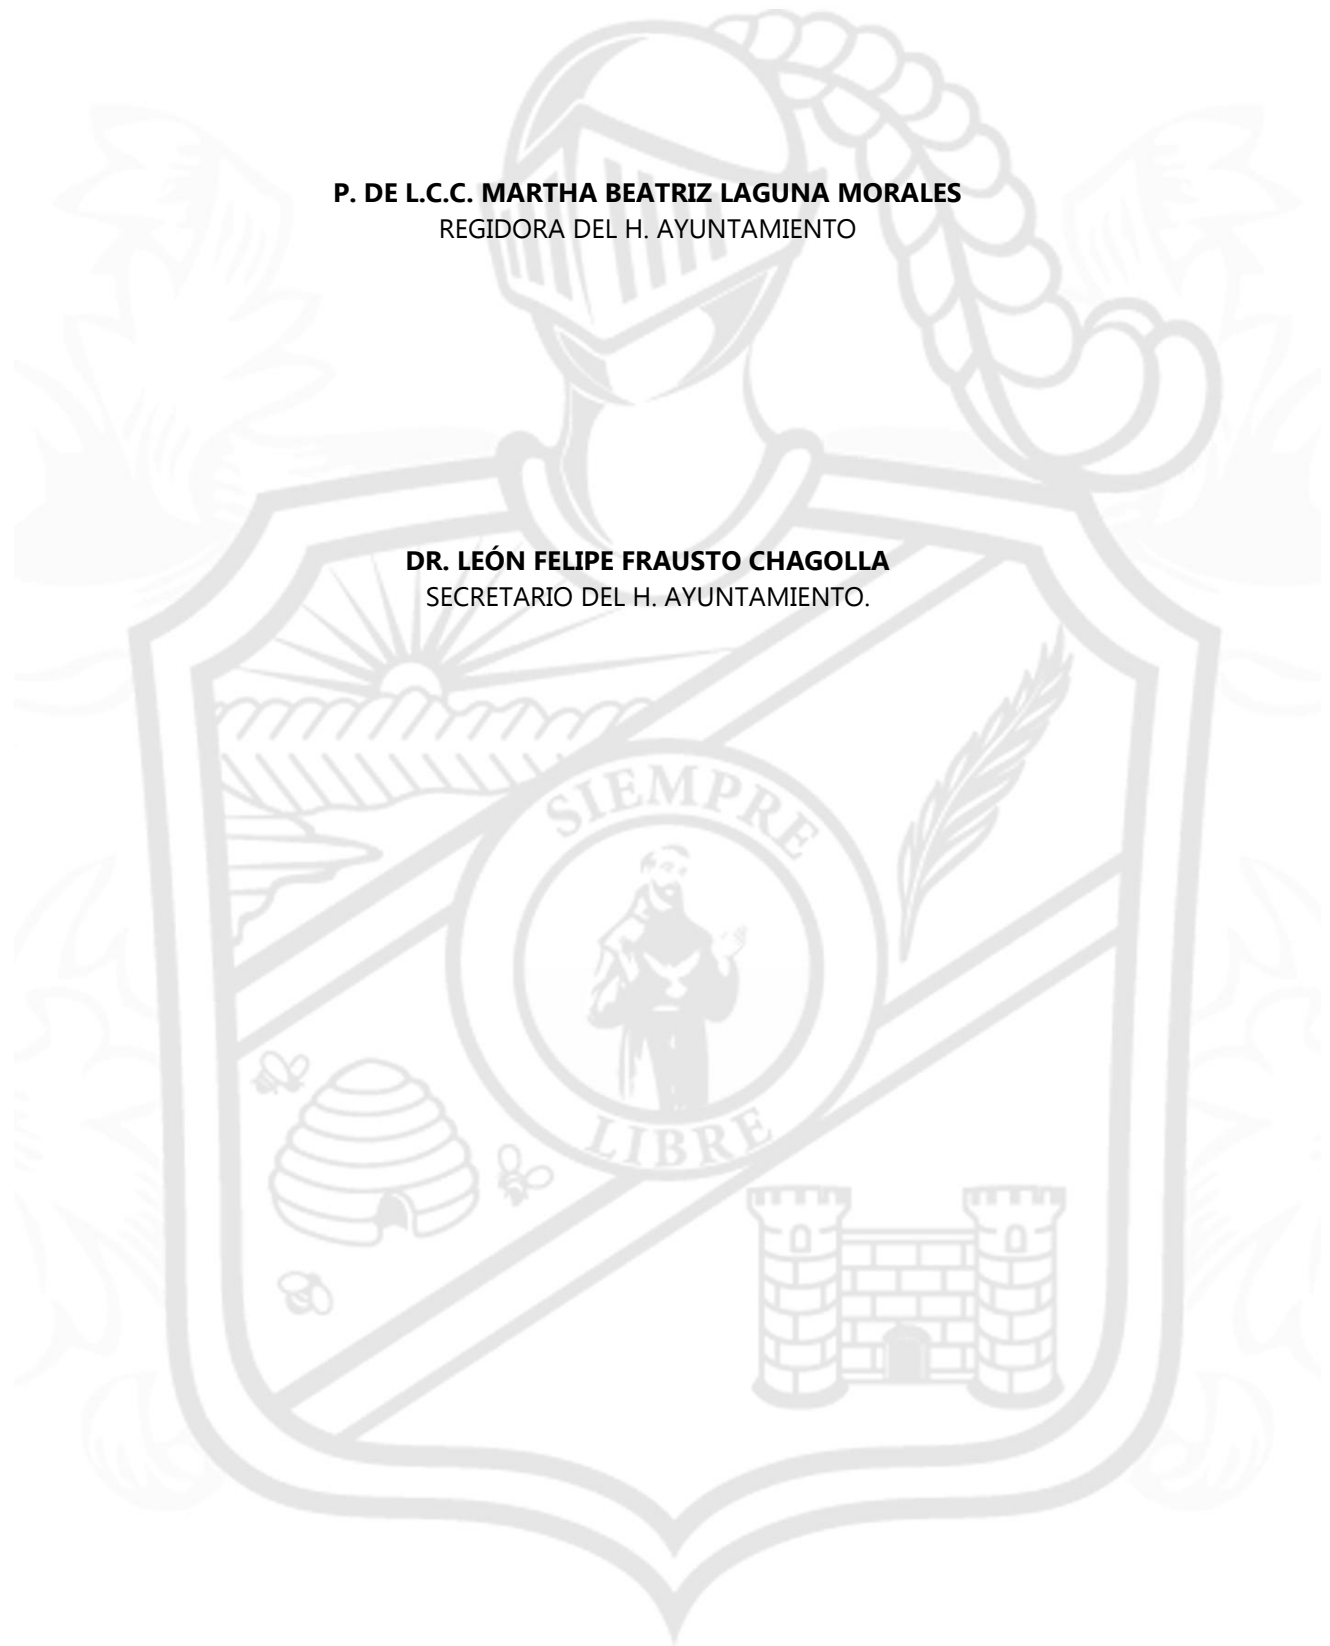 P. DE L.C.C. MARTHA BEATRIZ LAGUNA MORALES
REGIDORA DEL H. AYUNTAMIENTO
DR. LEÓN FELIPE FRAUSTO CHAGOLLA
SECRETARIO DEL H. AYUNTAMIENTO.
SIEMPRE
LIBRE